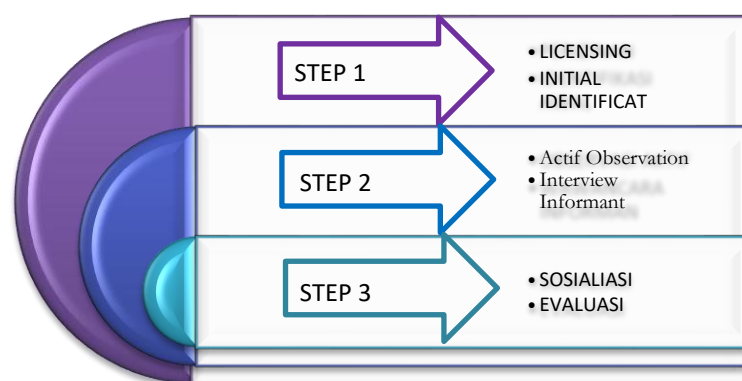 STEP 1
• LICENSING
• INITIAL
IDENTIFICAT
STEP 2
• Actif Observation
• Interview
Informant
STEP 3
• SOSIALIASI
• EVALUASI